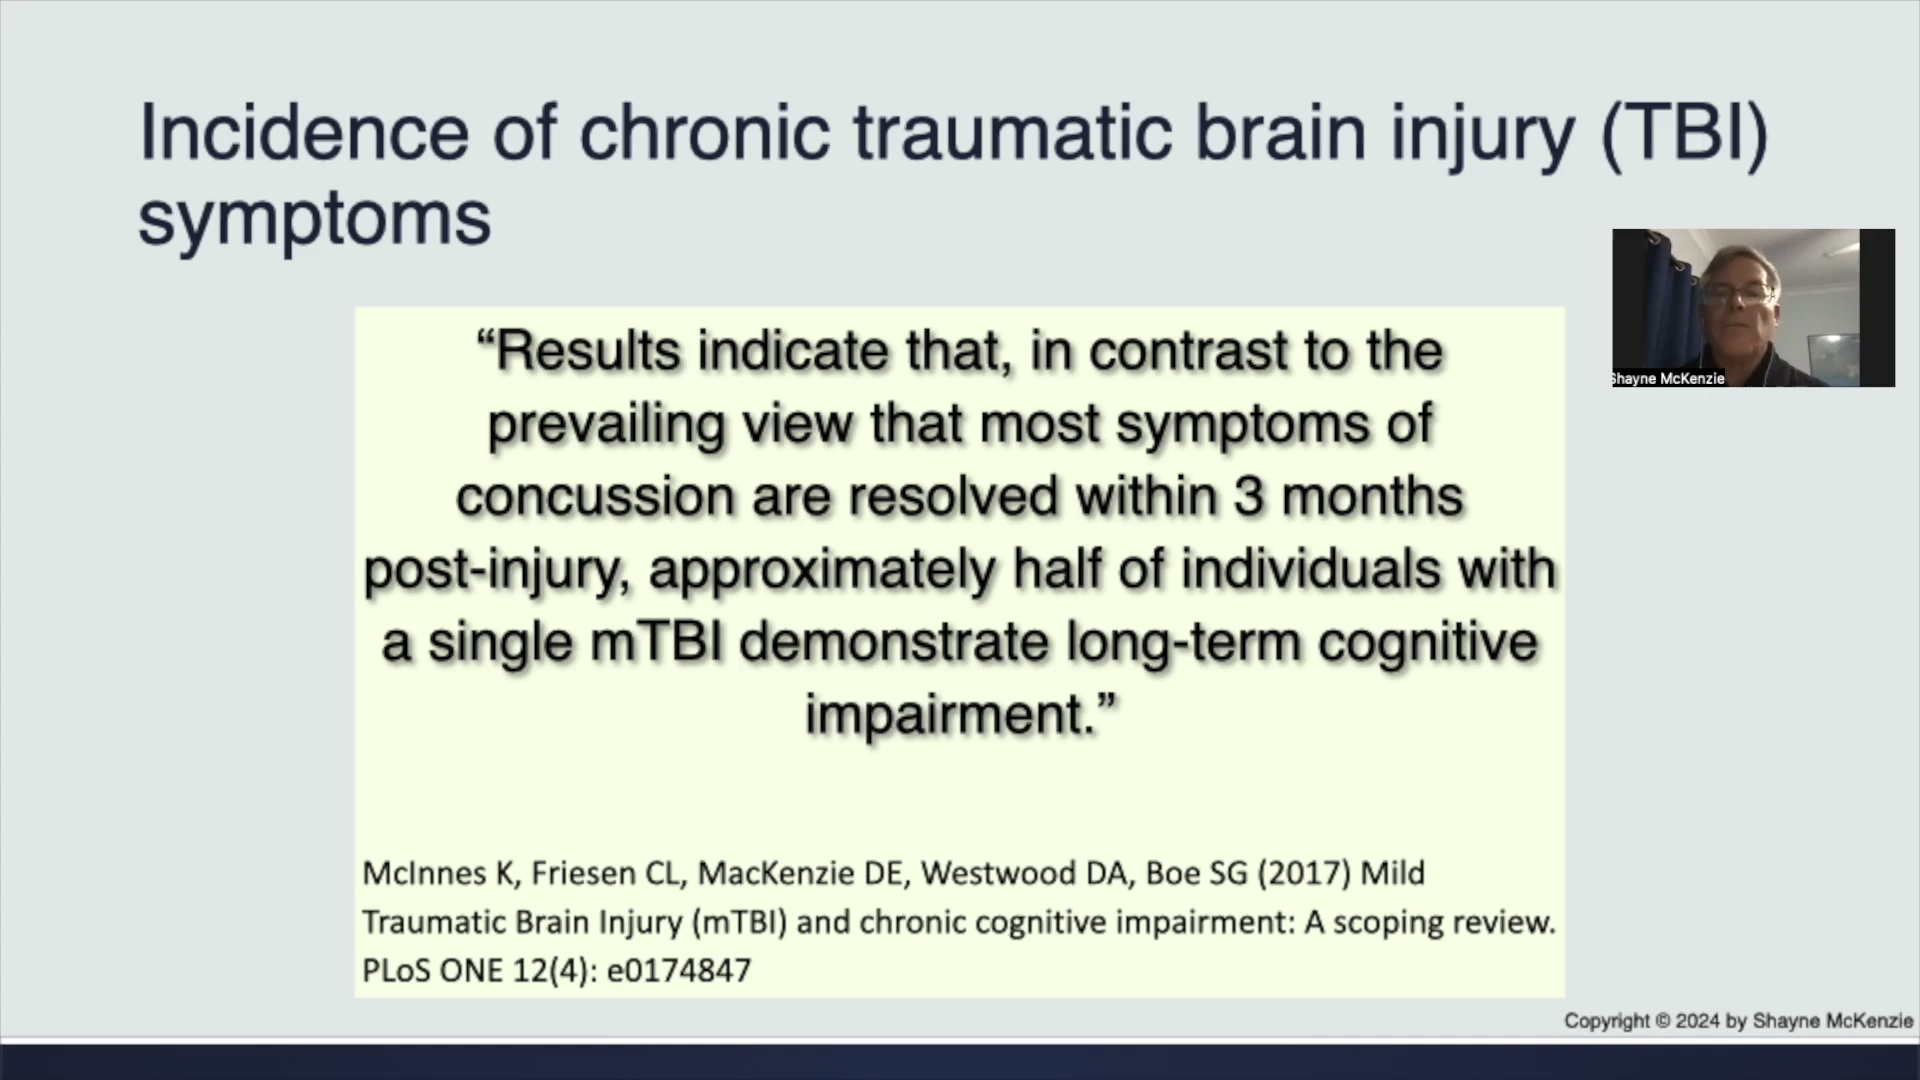 Incidence of chronic traumatic brain injury (TBI)
symptoms
Shayne McKenzie
“Results indicate that, in contrast to the
prevailing view that most symptoms of
concussion are resolved within 3 months
post-injury, approximately half of individuals with
a single mTBI demonstrate long-term cognitive
impairment.”
McInnes K, Friesen CL, MacKenzie DE, Westwood DA, Boe SG (2017) Mild
Traumatic Brain Injury (mTBI) and chronic cognitive impairment: A scoping review.
PLoS ONE 12(4): e0174847
Copyright © 2024 by Shayne McKenzie